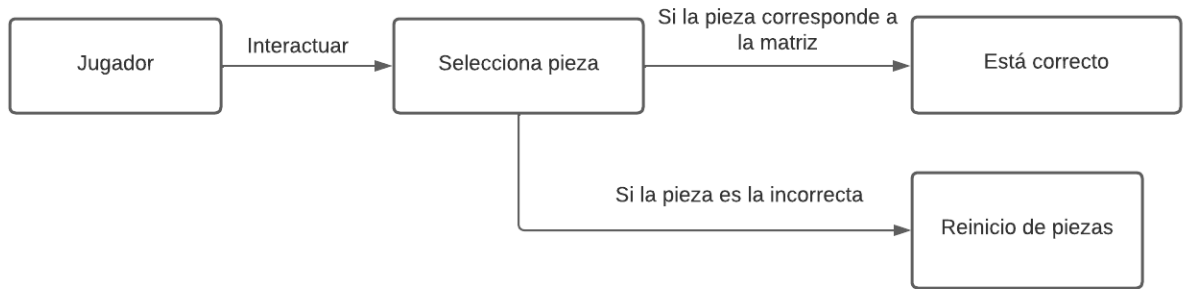 Jugador
Interactuar
Selecciona pieza
Si la pieza corresponde a
la matriz
Está correcto
Si la pieza es la incorrecta
Reinicio de piezas